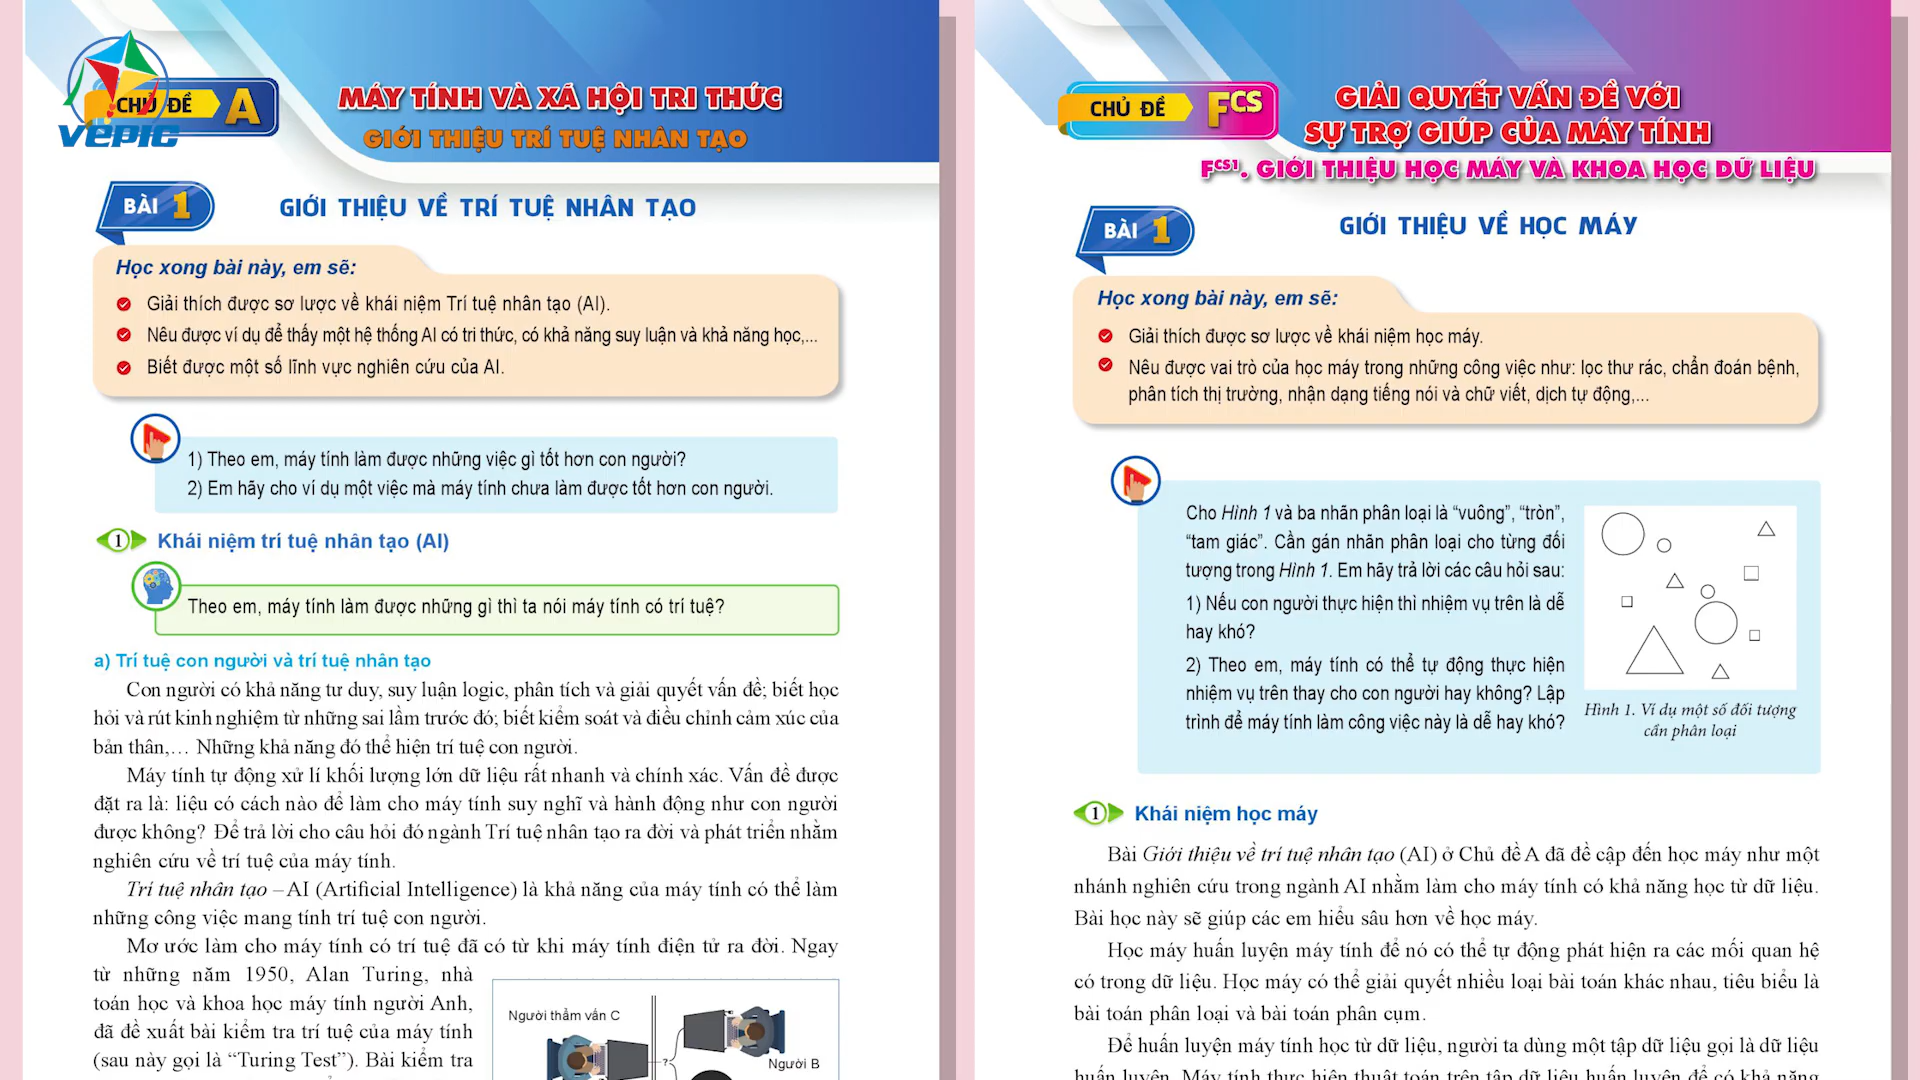 VEPIC
CHỦ ĐỀ A
MÁY TÍNH VÀ XÃ HỘI TRI THỨC
GIỚI THIỆU TRÍ TUỆ NHÂN TẠO
BÀI 1
GIỚI THIỆU VỀ TRÍ TUỆ NHÂN TẠO
Học xong bài này, em sẽ:
Giải thích được sơ lược về khái niệm Trí tuệ nhân tạo (AI).
Nêu được ví dụ để thấy một hệ thống AI có tri thức, có khả năng suy luận và khả năng học,...
Biết được một số lĩnh vực nghiên cứu của AI.
1) Theo em, máy tính làm được những việc gì tốt hơn con người?
2) Em hãy cho ví dụ một việc mà máy tính chưa làm được tốt hơn con người.
1 Khái niệm trí tuệ nhân tạo (AI)
Theo em, máy tính làm được những gì thì ta nói máy tính có trí tuệ?
a) Trí tuệ con người và trí tuệ nhân tạo
Con người có khả năng tư duy, suy luận logic, phân tích và giải quyết vấn đề; biết học
hỏi và rút kinh nghiệm từ những sai lầm trước đó; biết kiểm soát và điều chỉnh cảm xúc của
bản thân,… Những khả năng đó thể hiện trí tuệ con người.
Máy tính tự động xử lí khối lượng lớn dữ liệu rất nhanh và chính xác. Vấn đề được
đặt ra là: liệu có cách nào để làm cho máy tính suy nghĩ và hành động như con người
được không? Để trả lời cho câu hỏi đó ngành Trí tuệ nhân tạo ra đời và phát triển nhằm
nghiên cứu về trí tuệ của máy tính.
Trí tuệ nhân tạo – AI (Artificial Intelligence) là khả năng của máy tính có thể làm
những công việc mang tính trí tuệ con người.
Mơ ước làm cho máy tính có trí tuệ đã có từ khi máy tính điện tử ra đời. Ngay
từ những năm 1950, Alan Turing, nhà
toán học và khoa học máy tính người Anh,
đã đề xuất bài kiểm tra trí tuệ của máy tính
(sau này gọi là “Turing Test”). Bài kiểm tra
Người thẩm vấn C
?
Người B
CHỦ ĐỀ FCS
GIẢI QUYẾT VẤN ĐỀ VỚI
SỰ TRỢ GIÚP CỦA MÁY TÍNH
FCS1. GIỚI THIỆU HỌC MÁY VÀ KHOA HỌC DỮ LIỆU
BÀI 1
GIỚI THIỆU VỀ HỌC MÁY
Học xong bài này, em sẽ:
Giải thích được sơ lược về khái niệm học máy.
Nêu được vai trò của học máy trong những công việc như: lọc thư rác, chẩn đoán bệnh,
phân tích thị trường, nhận dạng tiếng nói và chữ viết, dịch tự động,...
Cho Hình 1 và ba nhãn phân loại là “vuông”, “tròn”,
“tam giác”. Cần gán nhãn phân loại cho từng đối
tượng trong Hình 1. Em hãy trả lời các câu hỏi sau:
1) Nếu con người thực hiện thì nhiệm vụ trên là dễ
hay khó?
2) Theo em, máy tính có thể tự động thực hiện
nhiệm vụ trên thay cho con người hay không? Lập
trình để máy tính làm công việc này là dễ hay khó?
Hình 1. Ví dụ một số đối tượng
cần phân loại
1 Khái niệm học máy
Bài Giới thiệu về trí tuệ nhân tạo (AI) ở Chủ đề A đã đề cập đến học máy như một
nhánh nghiên cứu trong ngành AI nhằm làm cho máy tính có khả năng học từ dữ liệu.
Bài học này sẽ giúp các em hiểu sâu hơn về học máy.
Học máy huấn luyện máy tính để nó có thể tự động phát hiện ra các mối quan hệ
có trong dữ liệu. Học máy có thể giải quyết nhiều loại bài toán khác nhau, tiêu biểu là
bài toán phân loại và bài toán phân cụm.
Để huấn luyện máy tính học từ dữ liệu, người ta dùng một tập dữ liệu gọi là dữ liệu
huấn luyện. Máy tính thực hiện thuật toán trên tập dữ liệu huấn luyện để có khả năng